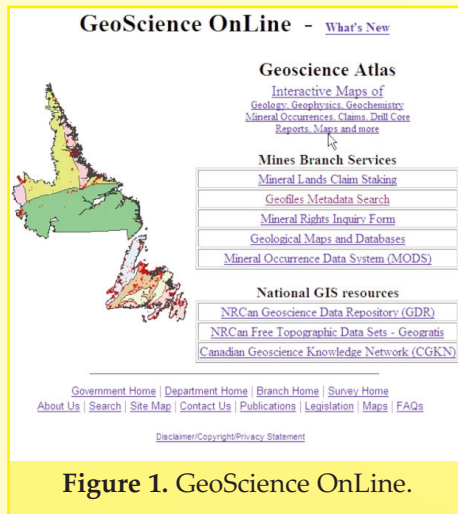 GeoScience OnLine - What's New
Geoscience Atlas
Interactive Maps of
Geology, Geophysics, Geochemistry
Mineral Occurrences, Claims, Drill Core
Reports, Maps and more
Mines Branch Services
Mineral Lands Claim Staking
Geofiles Metadata Search
Mineral Rights Inquiry Form
Geological Maps and Databases
Mineral Occurrence Data System (MODS)
National GIS resources
NRCan Geoscience Data Repository (GDR)
NRCan Free Topographic Data Sets - Geogratis
Canadian Geoscience Knowledge Network (CGKN)
Government Home | Department Home | Branch Home | Survey Home
About Us | Search | Site Map | Contact Us | Publications | Legislation | Maps | FAQs
Disclaimer/Copyright/Privacy Statement
Figure 1. GeoScience OnLine.